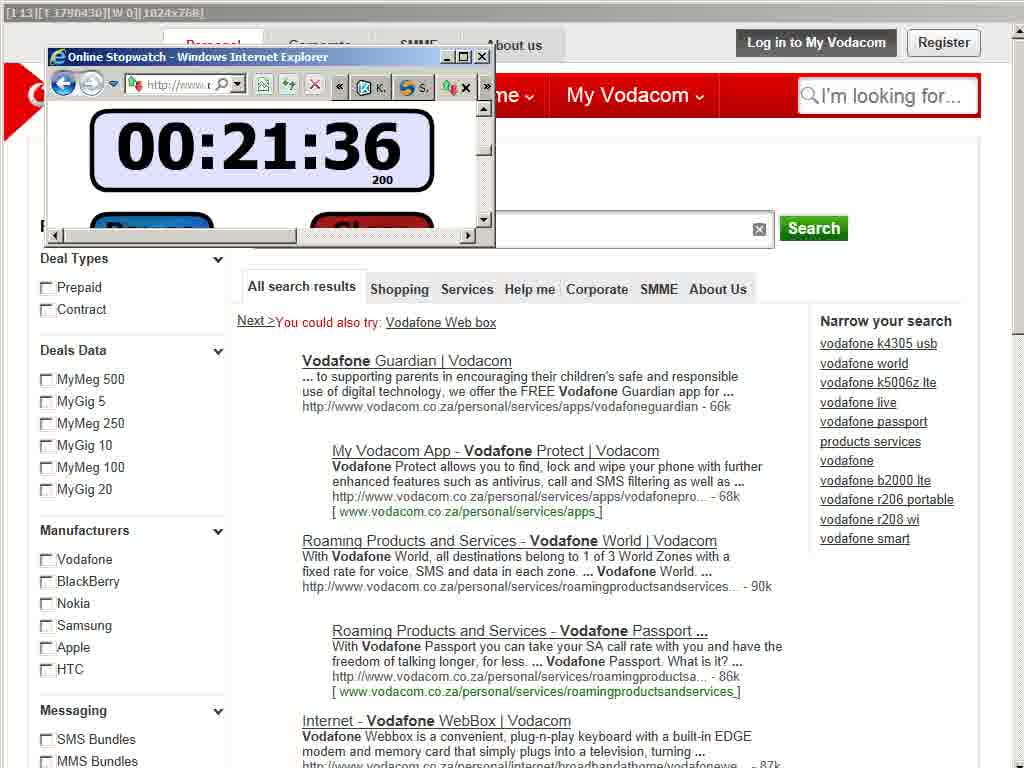 [I 13][T 1790430][W 0][1024x768]
Personal Corporate SMME About us
Log in to My Vodacom
Register
Online Stopwatch - Windows Internet Explorer
http://www.
« K. S. »
me
My Vodacom
I'm looking for...
00:21:36
200
Search
Deal Types
Prepaid
Contract
Deals Data
MyMeg 500
MyGig 5
MyMeg 250
MyGig 10
MyMeg 100
MyGig 20
Manufacturers
Vodafone
BlackBerry
Nokia
Samsung
Apple
HTC
Messaging
SMS Bundles
MMS Bundles
All search results Shopping Services Help me Corporate SMME About Us
Next >You could also try: Vodafone Web box
Vodafone Guardian | Vodacom
... to supporting parents in encouraging their children's safe and responsible
use of digital technology, we offer the FREE Vodafone Guardian app for ...
http://www.vodacom.co.za/personal/services/apps/vodafoneguardian - 66k
My Vodacom App - Vodafone Protect | Vodacom
Vodafone Protect allows you to find, lock and wipe your phone with further
enhanced features such as antivirus, call and SMS filtering as well as ...
http://www.vodacom.co.za/personal/services/apps/vodafonepro... - 68k
[ www.vodacom.co.za/personal/services/apps ]
Roaming Products and Services - Vodafone World | Vodacom
With Vodafone World, all destinations belong to 1 of 3 World Zones with a
fixed rate for voice, SMS and data in each zone. ... Vodafone World. ...
http://www.vodacom.co.za/personal/services/roamingproductsandservices... - 90k
Roaming Products and Services - Vodafone Passport ...
With Vodafone Passport you can take your SA call rate with you and have the
freedom of talking longer, for less. ... Vodafone Passport. What is it? ...
http://www.vodacom.co.za/personal/services/roamingproductsa... - 86k
[ www.vodacom.co.za/personal/services/roamingproductsandservices ]
Internet - Vodafone WebBox | Vodacom
Vodafone Webbox is a convenient, plug-n-play keyboard with a built-in EDGE
modem and memory card that simply plugs into a television, turning ...
http://www.vodacom.co.za/personal/internet/broadbandathome/vodafonewe... - 87k
Narrow your search
vodafone k4305 usb
vodafone world
vodafone k5006z lte
vodafone live
vodafone passport
products services
vodafone
vodafone b2000 lte
vodafone r206 portable
vodafone r208 wi
vodafone smart